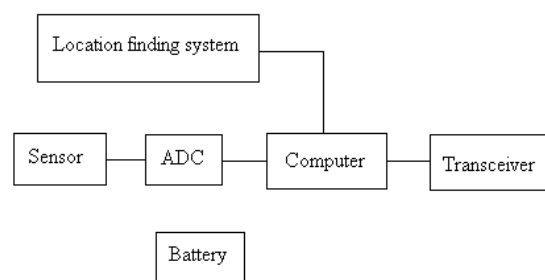 Location finding system
Sensor
ADC
Computer
Transceiver
Battery